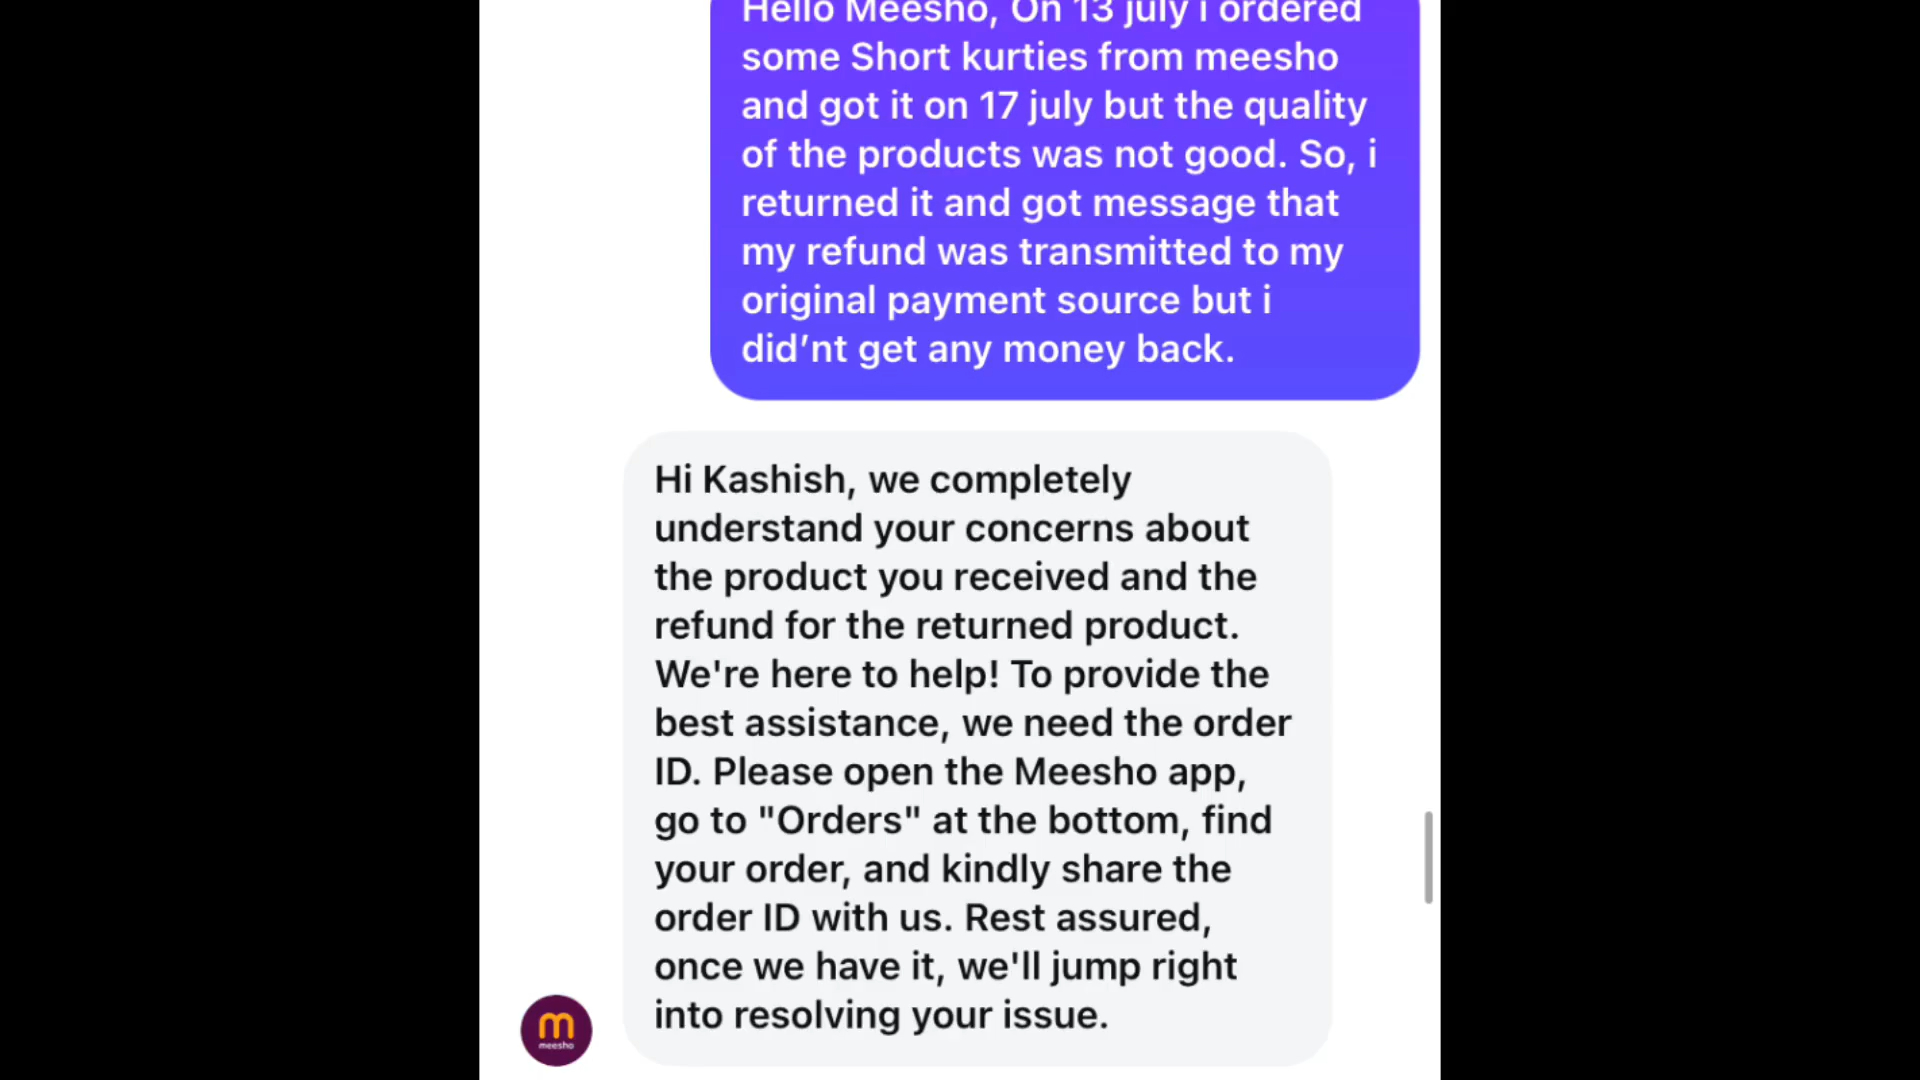 Hello Meesho, On 13 july i ordered
some Short kurties from meesho
and got it on 17 july but the quality
of the products was not good. So, i
returned it and got message that
my refund was transmitted to my
original payment source but i
did’nt get any money back.
Hi Kashish, we completely
understand your concerns about
the product you received and the
refund for the returned product.
We're here to help! To provide the
best assistance, we need the order
ID. Please open the Meesho app,
go to "Orders" at the bottom, find
your order, and kindly share the
order ID with us. Rest assured,
once we have it, we'll jump right
into resolving your issue.
m
meesho